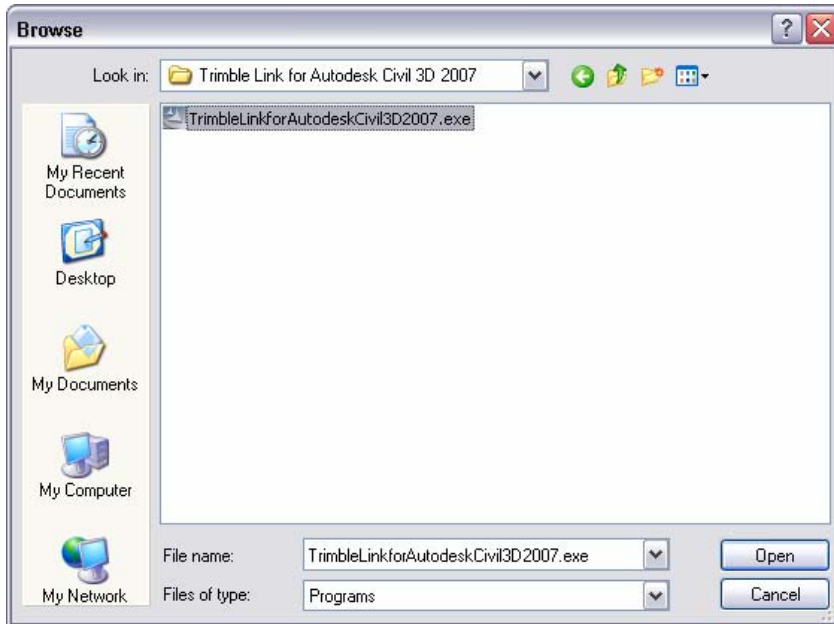 Browse
Look in:
Trimble Link for Autodesk Civil 3D 2007
TrimbleLinkforAutodeskCivil3D2007.exe
My Recent
Documents
Desktop
My Documents
My Computer
My Network
File name:
TrimbleLinkforAutodeskCivil3D2007.exe
Open
Files of type:
Programs
Cancel